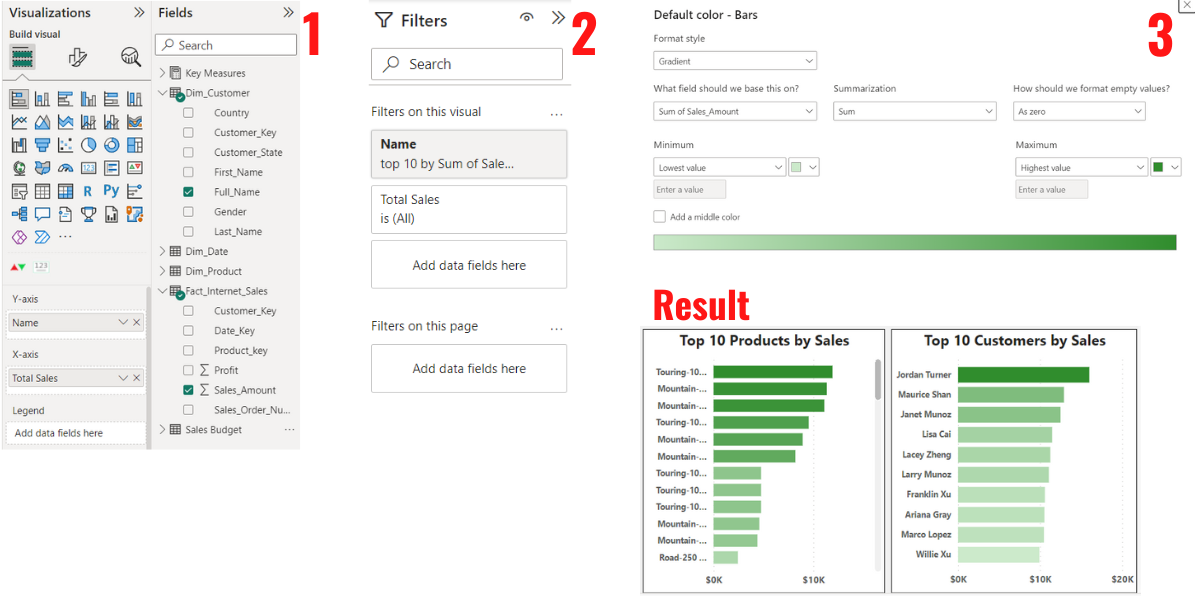 Visualizations
Build visual
R
Py
123
123
Y-axis
Name
X-axis
Total Sales
Legend
Add data fields here
Fields
Search
Key Measures
Dim_Customer
Country
Customer_Key
Customer_State
First_Name
Full_Name
Gender
Last_Name
Dim_Date
Dim_Product
Fact_Internet_Sales
Customer_Key
Date_Key
Product_key
Profit
Sales_Amount
Sales_Order_Nu...
Sales Budget
1
Filters
Search
Filters on this visual
Name
top 10 by Sum of Sale...
Total Sales
is (All)
Add data fields here
Filters on this page
Add data fields here
2
Default color - Bars
Format style
Gradient
What field should we base this on?
Sum of Sales_Amount
Summarization
Sum
How should we format empty values?
As zero
Minimum
Lowest value
Enter a value
Maximum
Highest value
Enter a value
Add a middle color
3
Result
Top 10 Products by Sales
Touring-10...
Mountain-...
Mountain-...
Touring-10...
Mountain-...
Mountain-...
Touring-10...
Touring-10...
Touring-10...
Mountain-...
Mountain-...
Road-250 ...
$0K $10K
Top 10 Customers by Sales
Jordan Turner
Maurice Shan
Janet Munoz
Lisa Cai
Lacey Zheng
Larry Munoz
Franklin Xu
Ariana Gray
Marco Lopez
Willie Xu
$0K $10K $20K